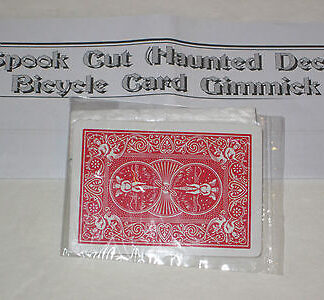 Spook Cut (Haunted Dec
Bicycle Card Gimmick